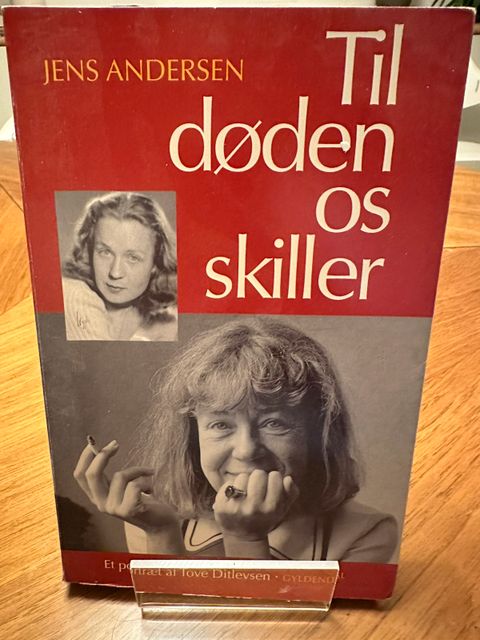 JENS ANDERSEN
Til
døden
os
skiller
Et portræt af Tove Ditlevsen · GYLDENDAL